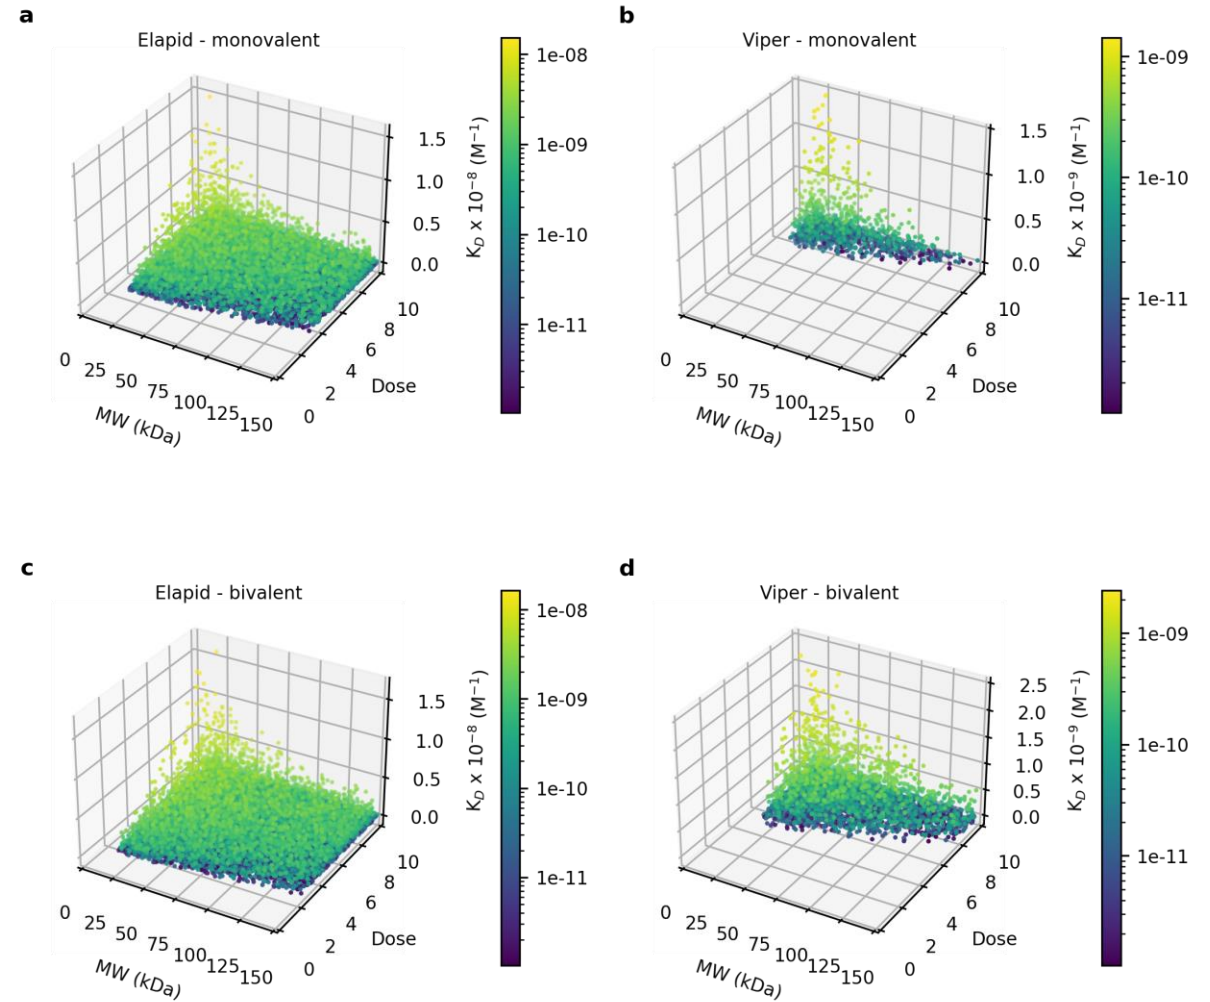 a
Elapid - monovalent
1e-08
1e-09
1e-10
1e-11
K_D x 10⁻⁸ (M⁻¹)
1.5
1.0
0.5
0.0
10
8
6
4
2
0
Dose
0
25
50
75
100
125
150
MW (kDa)
b
Viper - monovalent
1e-09
1e-10
1e-11
K_D x 10⁻⁹ (M⁻¹)
1.5
1.0
0.5
0.0
10
8
6
4
2
0
Dose
0
25
50
75
100
125
150
MW (kDa)
c
Elapid - bivalent
1e-08
1e-09
1e-10
1e-11
K_D x 10⁻⁸ (M⁻¹)
1.5
1.0
0.5
0.0
10
8
6
4
2
0
Dose
0
25
50
75
100
125
150
MW (kDa)
d
Viper - bivalent
1e-09
1e-10
1e-11
K_D x 10⁻⁹ (M⁻¹)
2.5
2.0
1.5
1.0
0.5
0.0
10
8
6
4
2
0
Dose
0
25
50
75
100
125
150
MW (kDa)